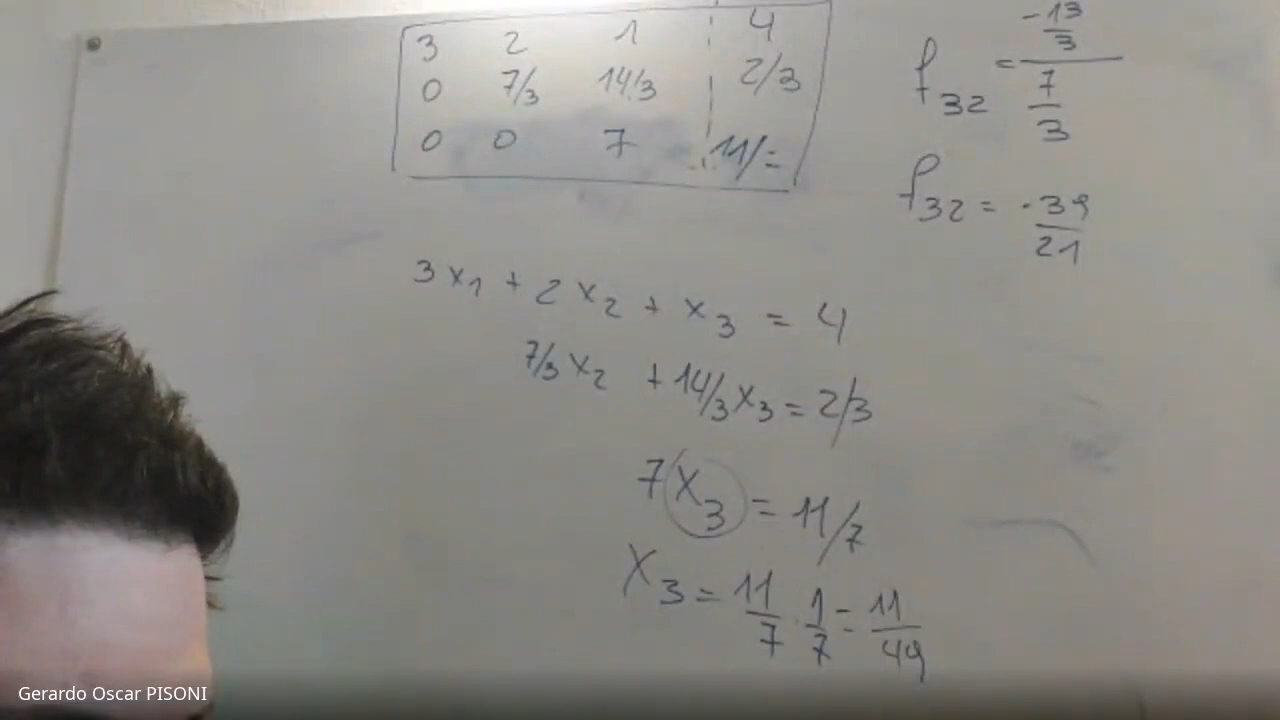 3 2 1 4
0 7/3 14/3 2/3
0 0 7 11/=
f32 = -13/3 / 7/3
f32 = -39/21
3x1 + 2x2 + x3 = 4
7/3 x2 + 14/3 x3 = 2/3
7x3 = 11/7
x3 = 11/7 · 1/7 = 11/49
Gerardo Oscar PISONI